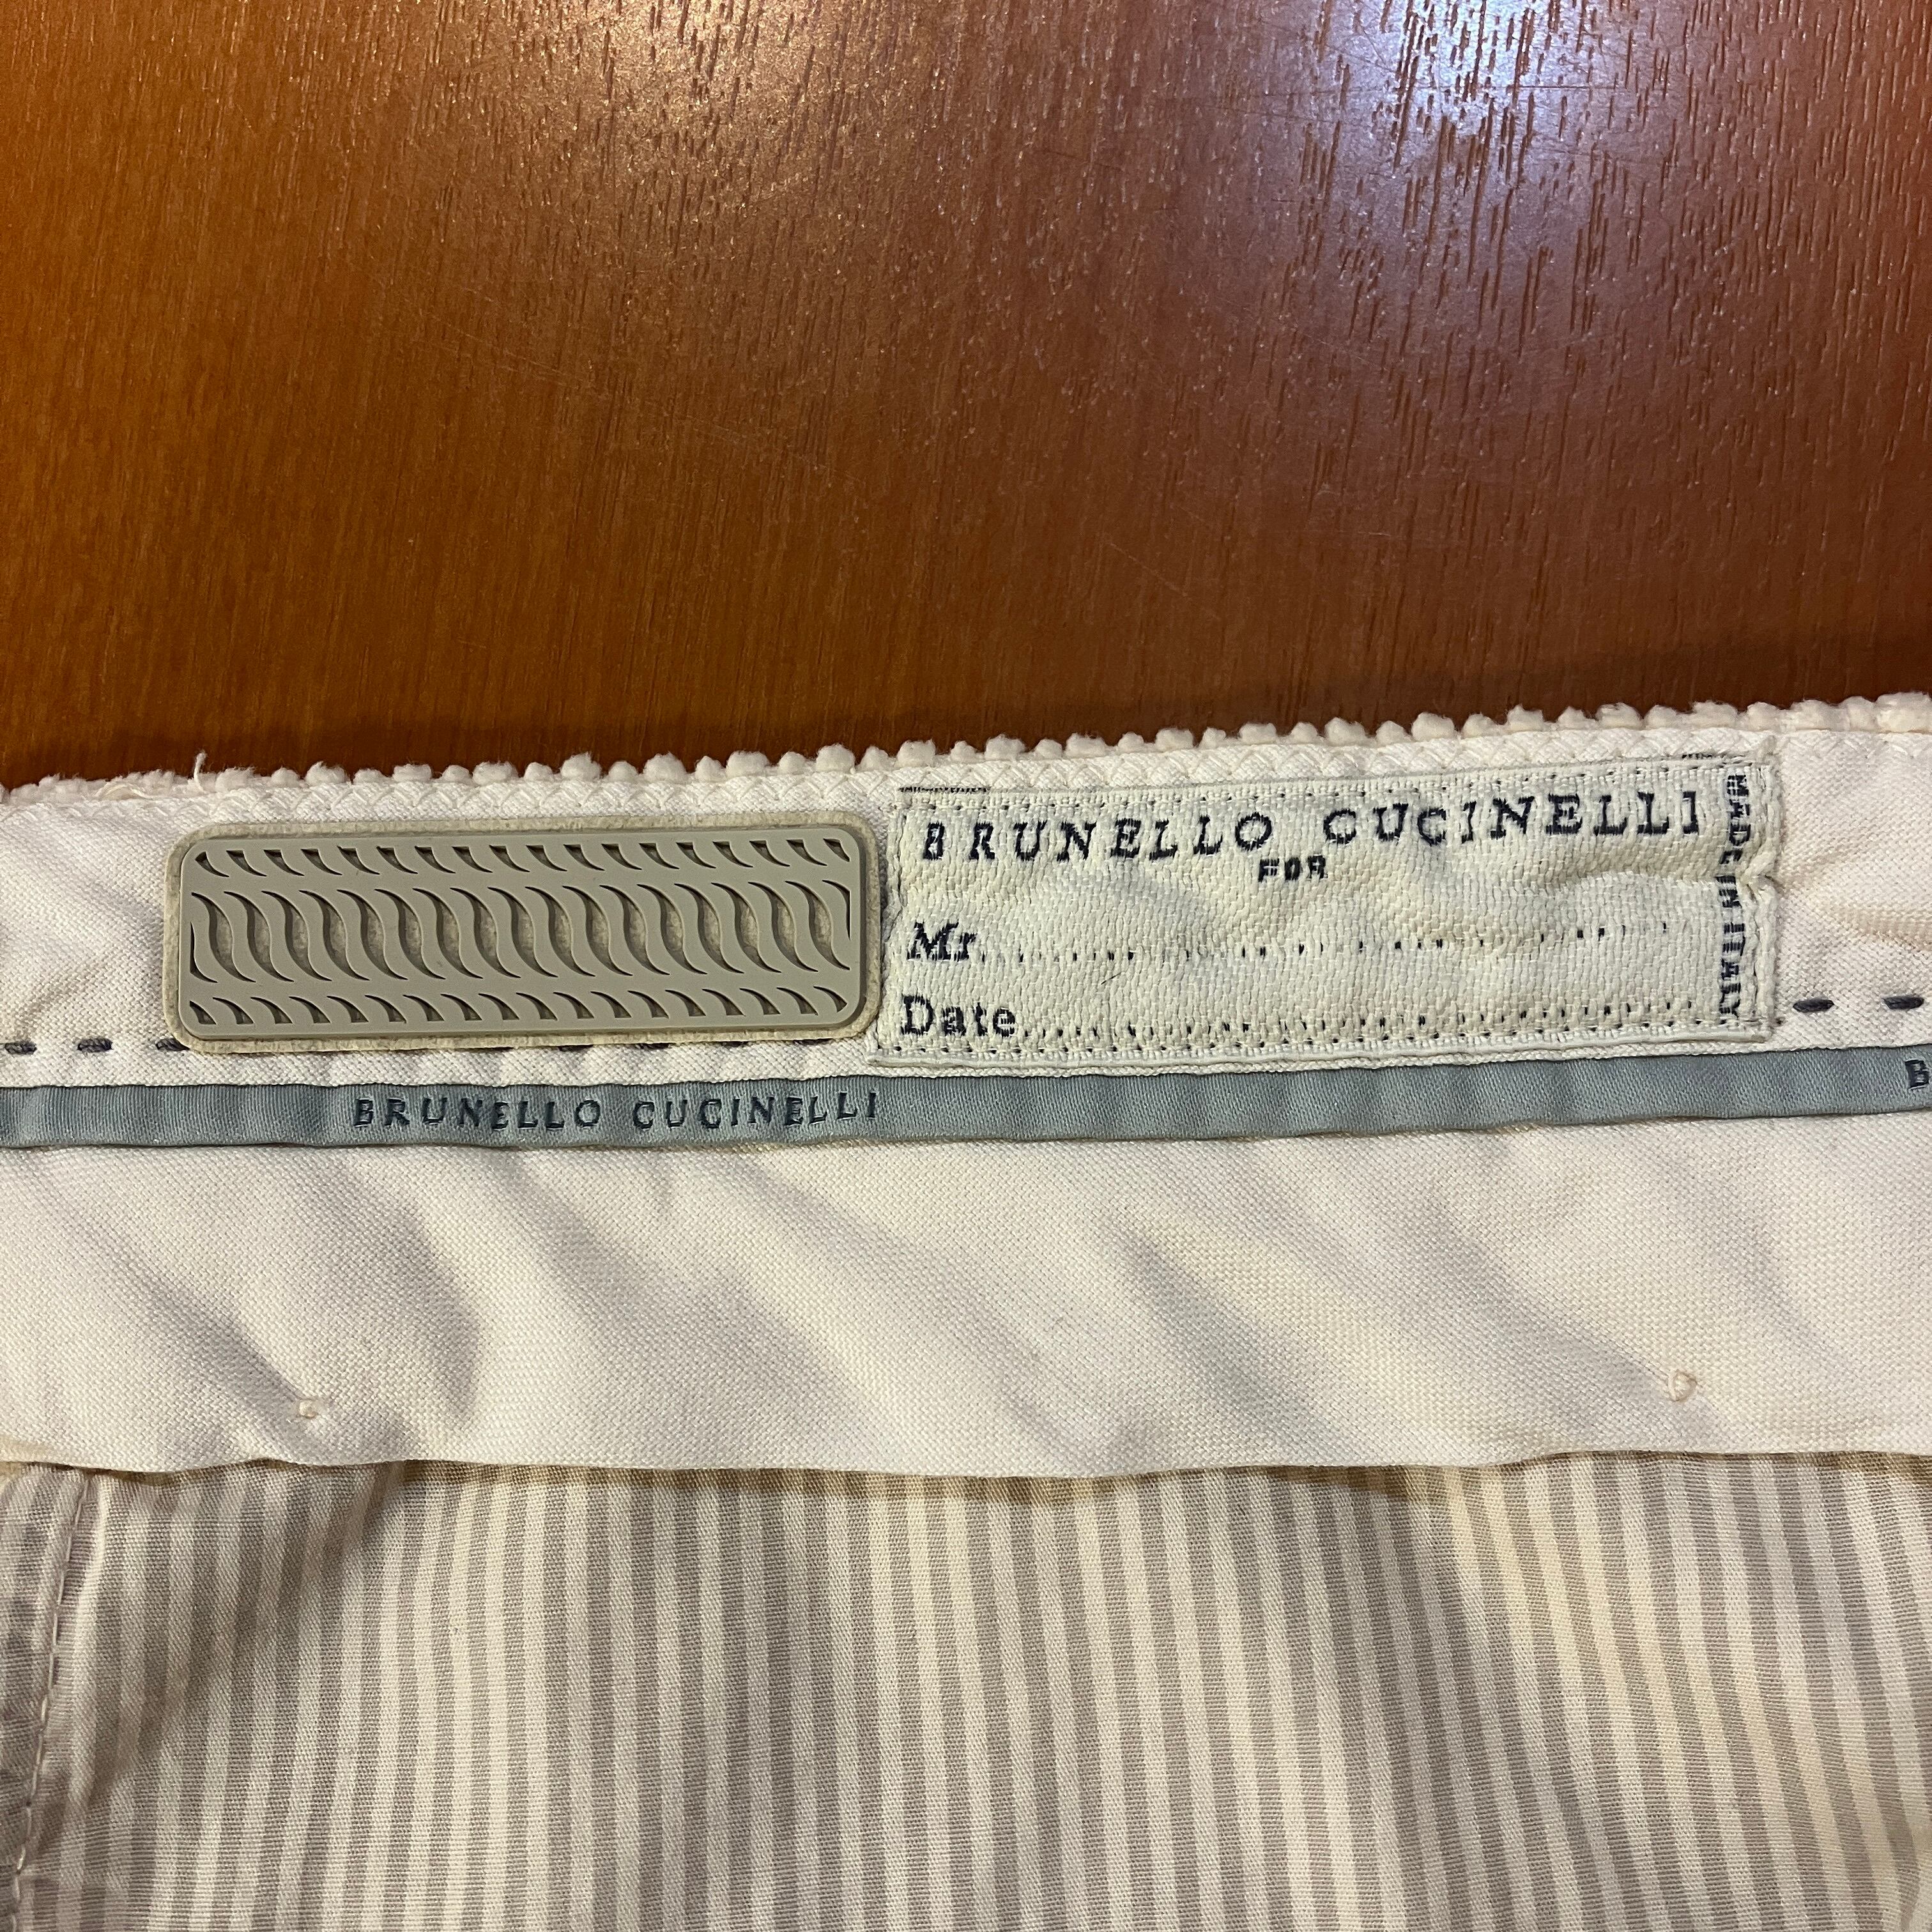 BRUNELLO CUCINELLI
FOR
Mr.
Date
MADE IN ITALY
BRUNELLO CUCINELLI
B